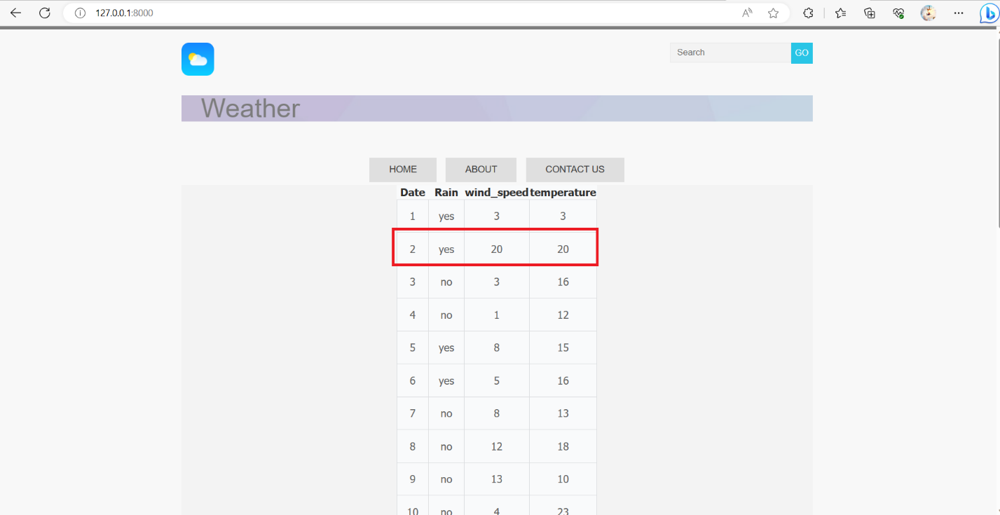 127.0.0.1:8000
Search GO
Weather
HOME ABOUT CONTACT US
Date Rain wind_speed temperature
1 yes 3 3
2 yes 20 20
3 no 3 16
4 no 1 12
5 yes 8 15
6 yes 5 16
7 no 8 13
8 no 12 18
9 no 13 10
10 no 4 23